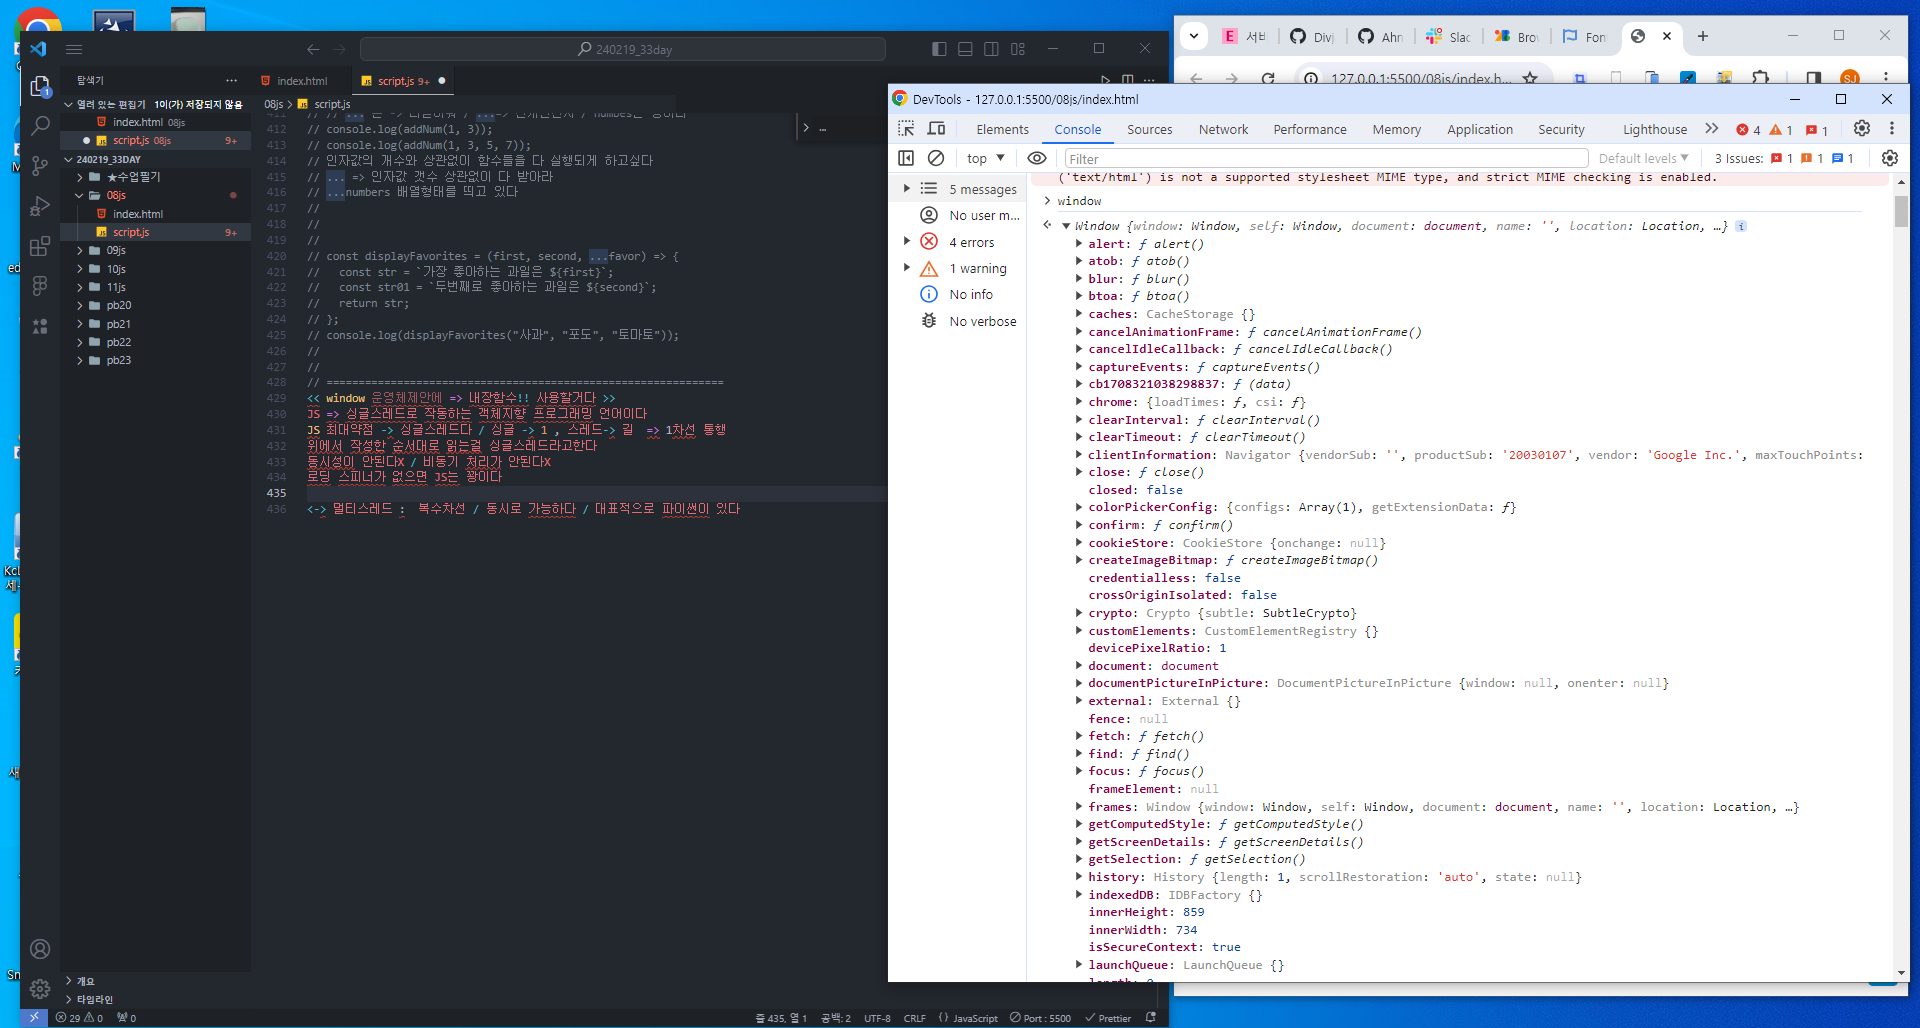 240219_33day
탐색기
열려 있는 편집기 1이(가) 저장되지 않음
index.html 08js
script.js 08js 9+
240219_33DAY
★수업필기
08js
index.html
script.js 9+
09js
10js
11js
pb20
pb21
pb22
pb23
개요
타임라인
index.html
script.js 9+
08js > script.js
412 // console.log(addNum(1, 3));
413 // console.log(addNum(1, 3, 5, 7));
414 // 인자값의 개수와 상관없이 함수들을 다 실행되게 하고싶다
415 // ... => 인자값 갯수 상관없이 다 받아라
416 // ...numbers 배열형태를 띄고 있다
417 //
418 //
419 //
420 // const displayFavorites = (first, second, ...favor) => {
421 //   const str = `가장 좋아하는 과일은 ${first}`;
422 //   const str01 = `두번째로 좋아하는 과일은 ${second}`;
423 //   return str;
424 // };
425 // console.log(displayFavorites("사과", "포도", "토마토"));
426 //
427 //
428 // ==============================================================
429 << window 운영체제안에 => 내장함수!! 사용할거다 >>
430 JS => 싱글스레드로 작동하는 객체지향 프로그래밍 언어이다
431 JS 최대약점 -> 싱글스레드다 / 싱글 -> 1 , 스레드-> 길  => 1차선 통행
432 위에서 작성한 순서대로 읽는걸 싱글스레드라고한다
433 동시성이 안된다X / 비동기 처리가 안된다X
434 로딩 스피너가 없으면 JS는 꽝이다
435
436 <-> 멀티스레드 :  복수차선 / 동시로 가능하다 / 대표적으로 파이썬이 있다
29 0 0
줄 435, 열 1 공백: 2 UTF-8 CRLF {} JavaScript Port : 5500 Prettier
서비 Divj Ahn Slac Bro Fon
127.0.0.1:5500/08js/index.h...
DevTools - 127.0.0.1:5500/08js/index.html
Elements Console Sources Network Performance Memory Application Security Lighthouse 4 1 1
top Filter Default levels 3 Issues: 1 1 1
5 messages
No user m...
4 errors
1 warning
No info
No verbose
('text/html') is not a supported stylesheet MIME type, and strict MIME checking is enabled.
window
Window {window: Window, self: Window, document: document, name: '', location: Location, …}
alert: ƒ alert()
atob: ƒ atob()
blur: ƒ blur()
btoa: ƒ btoa()
caches: CacheStorage {}
cancelAnimationFrame: ƒ cancelAnimationFrame()
cancelIdleCallback: ƒ cancelIdleCallback()
captureEvents: ƒ captureEvents()
cb1708321038298837: ƒ (data)
chrome: {loadTimes: ƒ, csi: ƒ}
clearInterval: ƒ clearInterval()
clearTimeout: ƒ clearTimeout()
clientInformation: Navigator {vendorSub: '', productSub: '20030107', vendor: 'Google Inc.', maxTouchPoints:
close: ƒ close()
closed: false
colorPickerConfig: {configs: Array(1), getExtensionData: ƒ}
confirm: ƒ confirm()
cookieStore: CookieStore {onchange: null}
createImageBitmap: ƒ createImageBitmap()
credentialless: false
crossOriginIsolated: false
crypto: Crypto {subtle: SubtleCrypto}
customElements: CustomElementRegistry {}
devicePixelRatio: 1
document: document
documentPictureInPicture: DocumentPictureInPicture {window: null, onenter: null}
external: External {}
fence: null
fetch: ƒ fetch()
find: ƒ find()
focus: ƒ focus()
frameElement: null
frames: Window {window: Window, self: Window, document: document, name: '', location: Location, …}
getComputedStyle: ƒ getComputedStyle()
getScreenDetails: ƒ getScreenDetails()
getSelection: ƒ getSelection()
history: History {length: 1, scrollRestoration: 'auto', state: null}
indexedDB: IDBFactory {}
innerHeight: 859
innerWidth: 734
isSecureContext: true
launchQueue: LaunchQueue {}